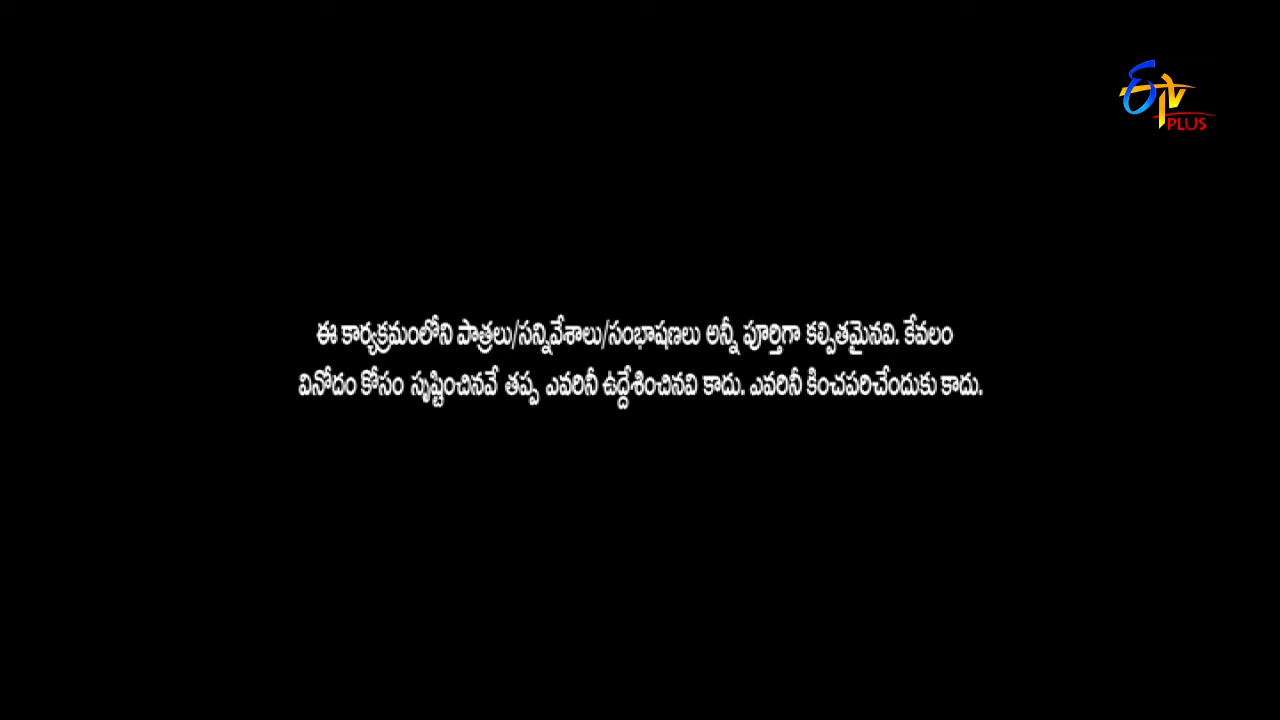 ETV
PLUS
ఈ కార్యక్రమంలోని పాత్రలు/సన్నివేశాలు/సంభాషణలు అన్నీ పూర్తిగా కల్పితమైనవి. కేవలం
వినోదం కోసం సృష్టించినవే తప్ప ఎవరినీ ఉద్దేశించినవి కాదు. ఎవరినీ కించపరిచేందుకు కాదు.